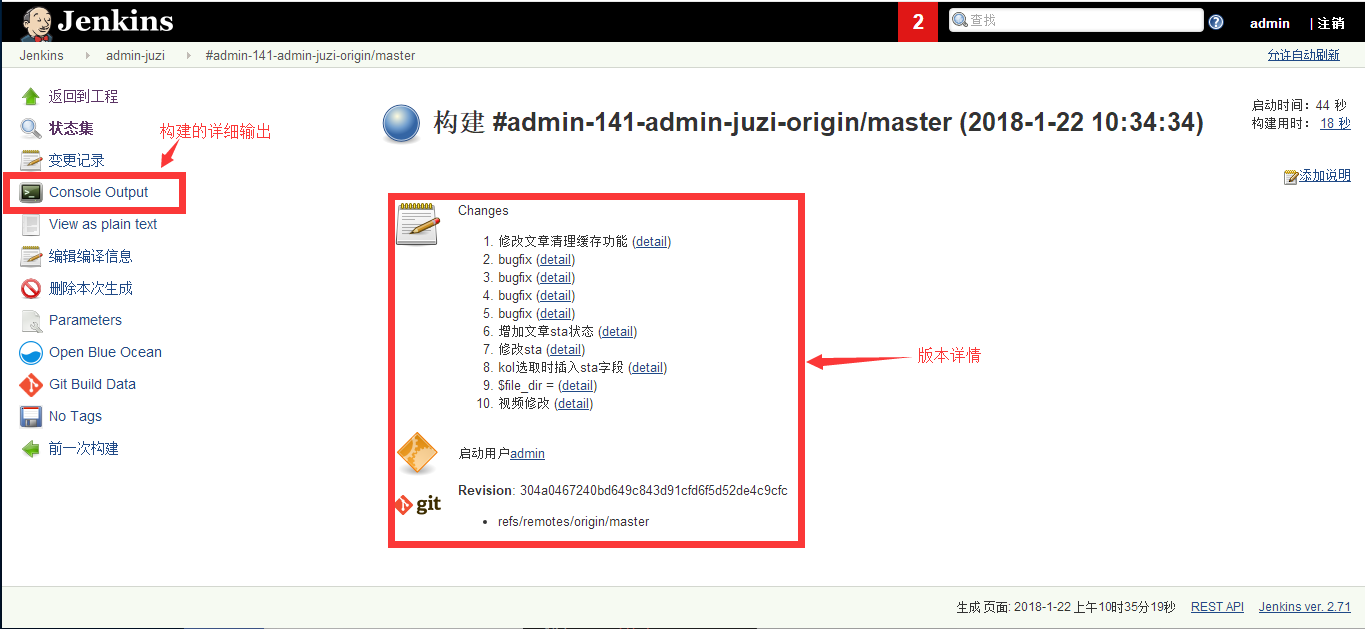 Jenkins
2
查找
admin
| 注销
Jenkins
admin-juzi
#admin-141-admin-juzi-origin/master
允许自动刷新
返回到工程
状态集
变更记录
Console Output
View as plain text
编辑编译信息
删除本次生成
Parameters
Open Blue Ocean
Git Build Data
No Tags
前一次构建
构建的详细输出
构建 #admin-141-admin-juzi-origin/master (2018-1-22 10:34:34)
启动时间: 44 秒
构建用时: 18 秒
添加说明
Changes
1. 修改文章清理缓存功能 (detail)
2. bugfix (detail)
3. bugfix (detail)
4. bugfix (detail)
5. bugfix (detail)
6. 增加文章sta状态 (detail)
7. 修改sta (detail)
8. kol选取时插入sta字段 (detail)
9. $file_dir = (detail)
10. 视频修改 (detail)
版本详情
启动用户admin
git
Revision: 304a0467240bd649c843d91cfd6f5d52de4c9cfc
• refs/remotes/origin/master
生成 页面: 2018-1-22 上午10时35分19秒 REST API Jenkins ver. 2.71